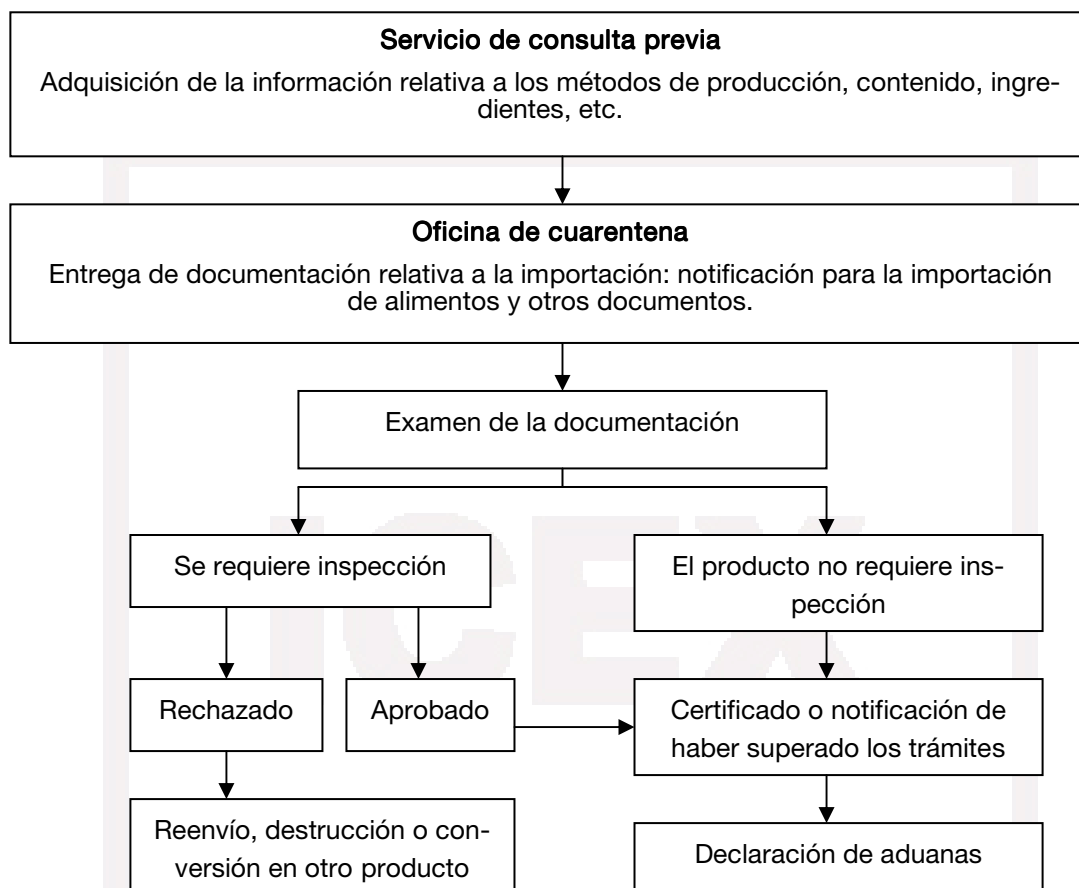 Servicio de consulta previa
Adquisición de la información relativa a los métodos de producción, contenido, ingre-
dientes, etc.
Oficina de cuarentena
Entrega de documentación relativa a la importación: notificación para la importación
de alimentos y otros documentos.
Examen de la documentación
Se requiere inspección
El producto no requiere ins-
pección
Rechazado
Aprobado
Certificado o notificación de
haber superado los trámites
Reenvío, destrucción o con-
versión en otro producto
Declaración de aduanas
ICEX